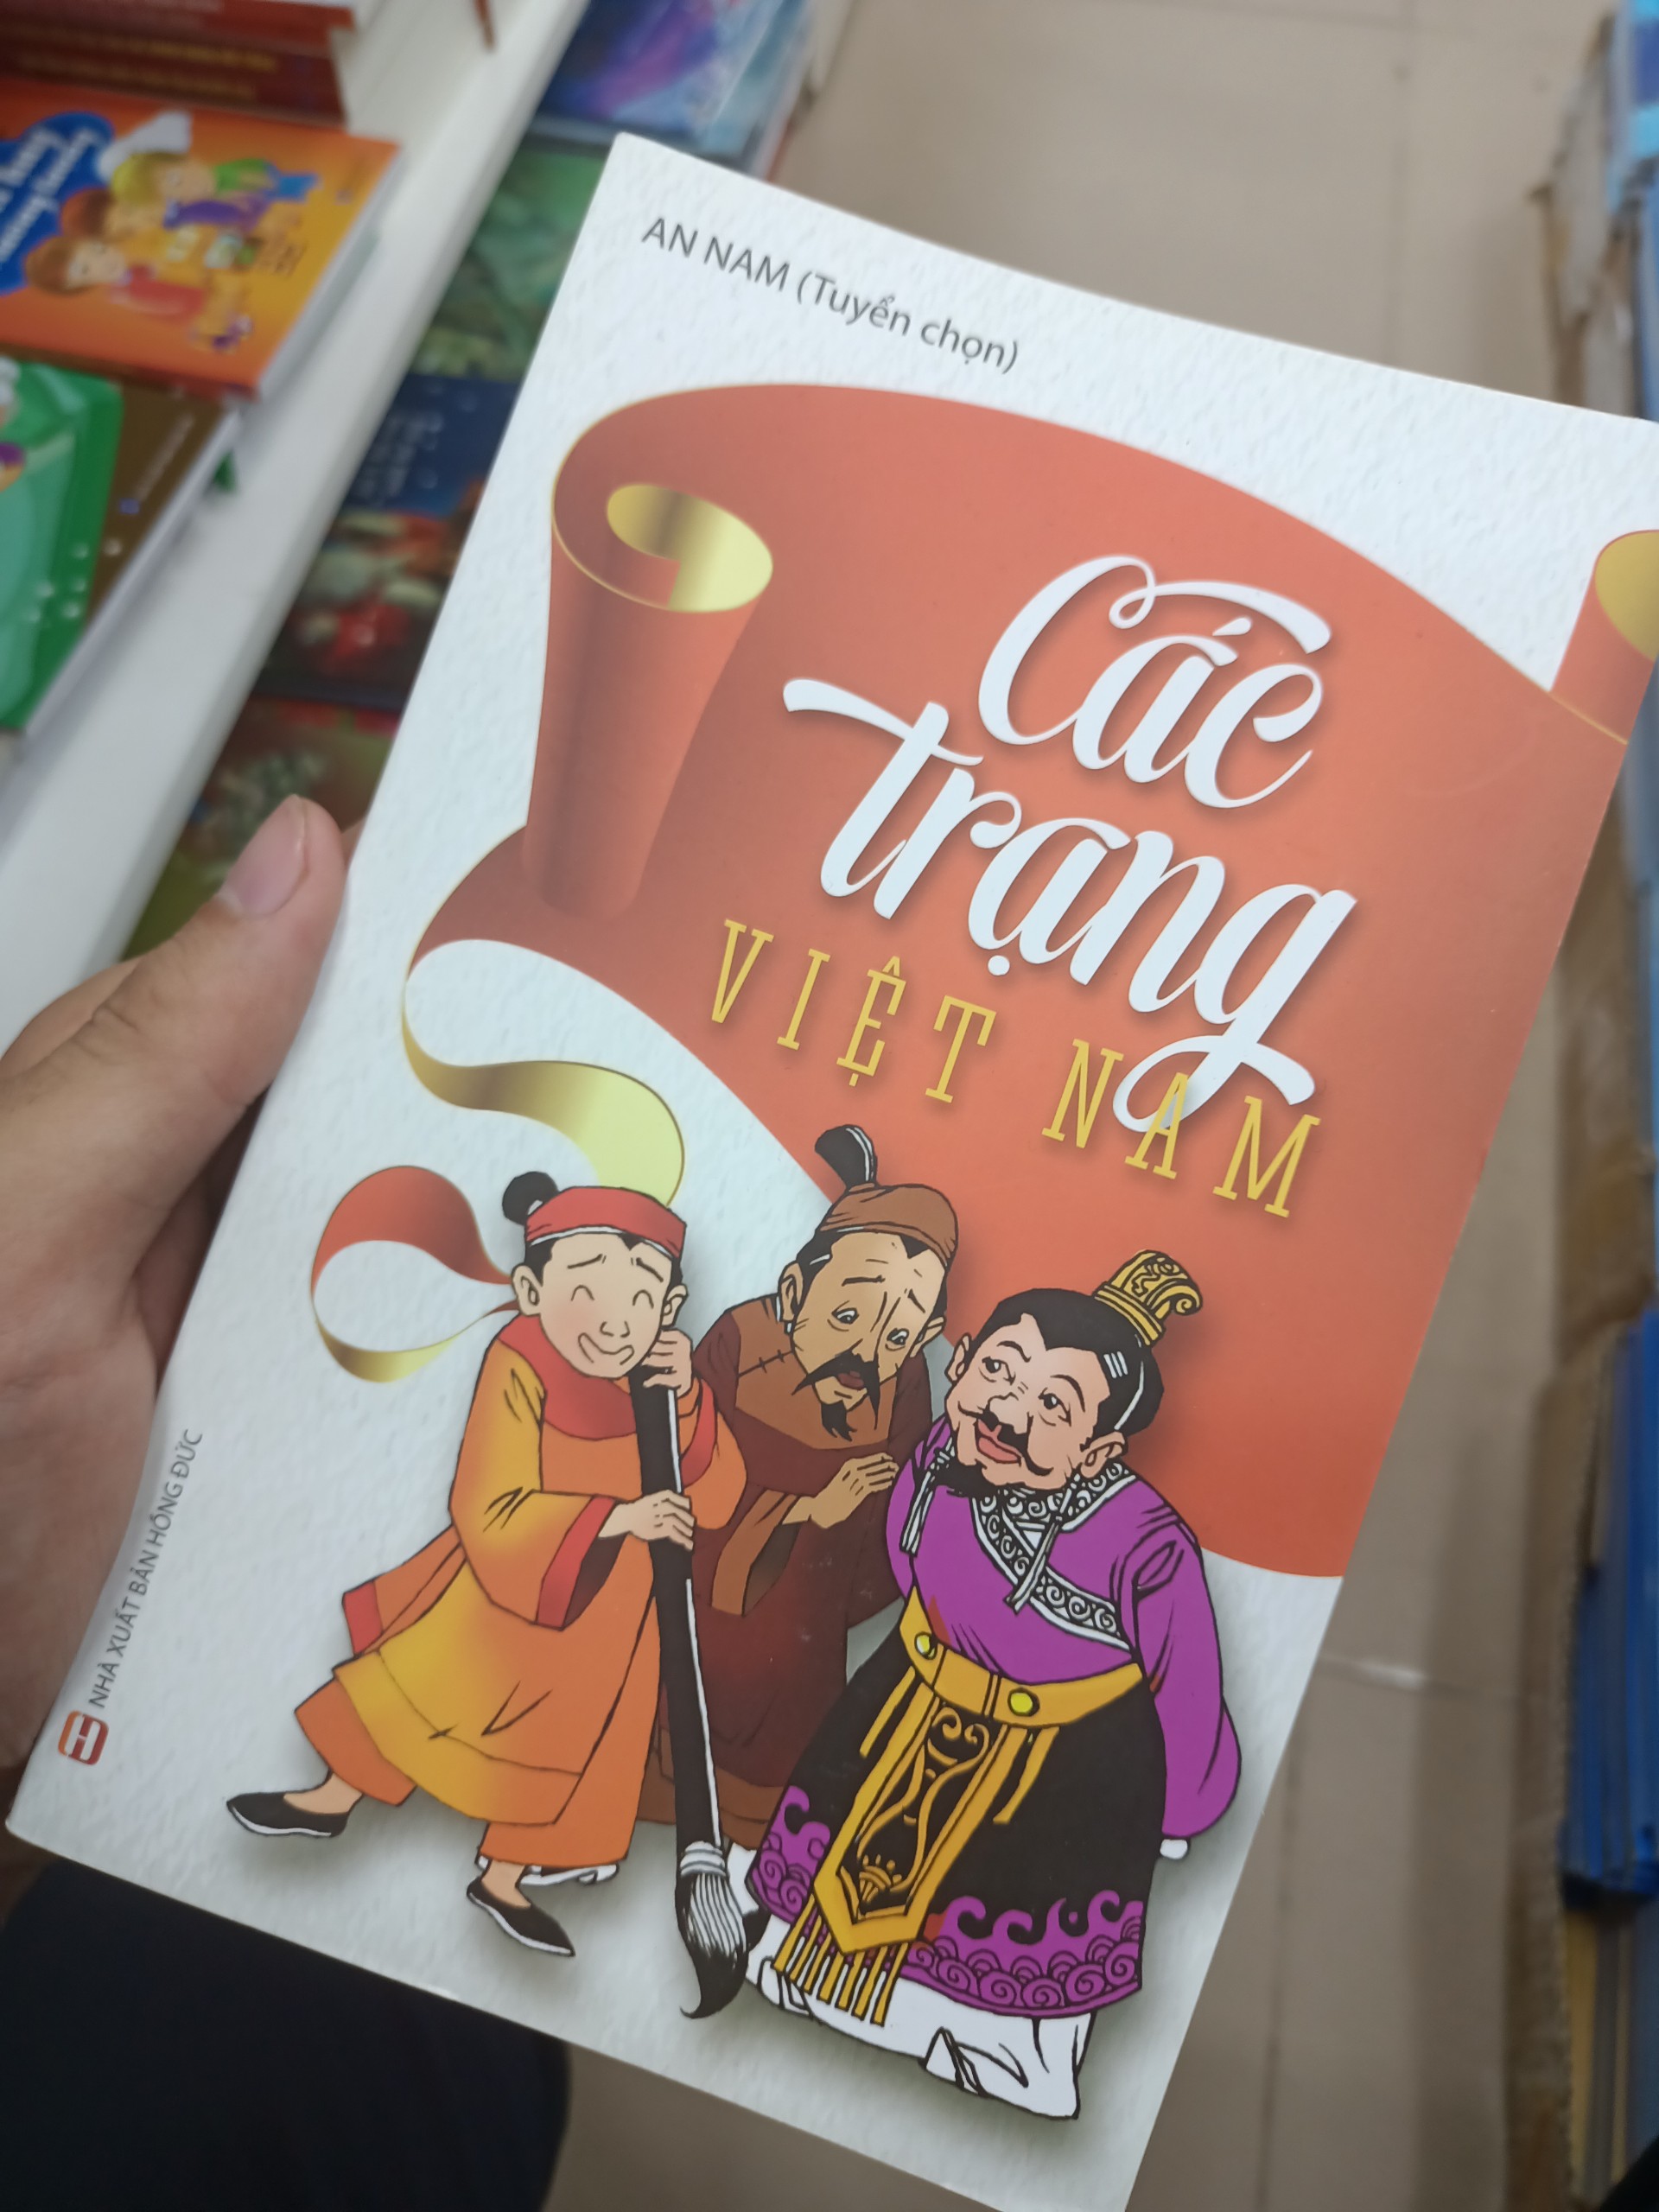 AN NAM (Tuyển chọn)
Các
trạng
VIỆT NAM
NHÀ XUẤT BẢN HỒNG ĐỨC